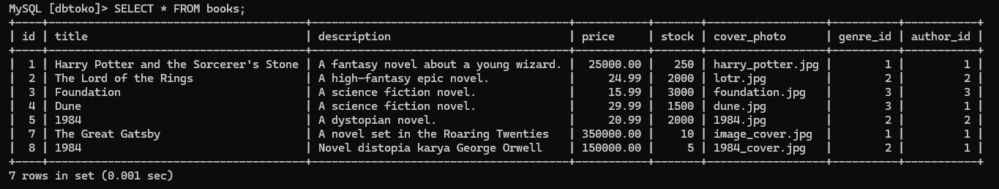 MySQL [dbtoko]> SELECT * FROM books;
+----+---------------------------------------+---------------------------------------+-----------+-------+------------------+----------+-----------+
| id | title                                 | description                           | price     | stock | cover_photo      | genre_id | author_id |
+----+---------------------------------------+---------------------------------------+-----------+-------+------------------+----------+-----------+
|  1 | Harry Potter and the Sorcerer's Stone | A fantasy novel about a young wizard. |  25000.00 |   250 | harry_potter.jpg |        1 |         1 |
|  2 | The Lord of the Rings                 | A high-fantasy epic novel.            |     24.99 |  2000 | lotr.jpg         |        2 |         2 |
|  3 | Foundation                            | A science fiction novel.              |     15.99 |  3000 | foundation.jpg   |        3 |         3 |
|  4 | Dune                                  | A science fiction novel.              |     29.99 |  1500 | dune.jpg         |        3 |         1 |
|  5 | 1984                                  | A dystopian novel.                    |     20.99 |  2000 | 1984.jpg         |        2 |         2 |
|  7 | The Great Gatsby                      | A novel set in the Roaring Twenties   | 350000.00 |    10 | image_cover.jpg  |        1 |         1 |
|  8 | 1984                                  | Novel distopia karya George Orwell    | 150000.00 |     5 | 1984_cover.jpg   |        2 |         1 |
+----+---------------------------------------+---------------------------------------+-----------+-------+------------------+----------+-----------+
7 rows in set (0.001 sec)